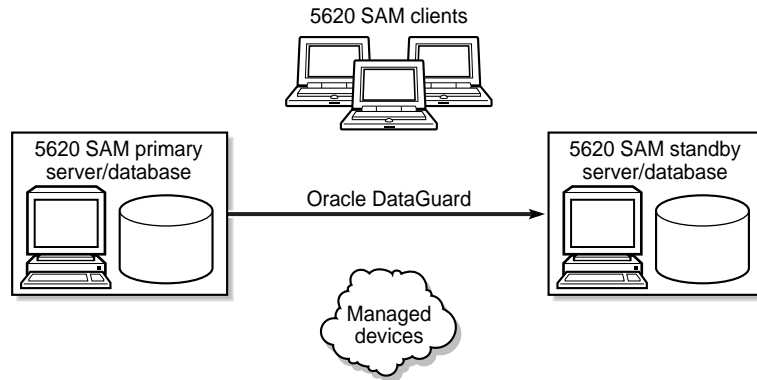 5620 SAM clients
5620 SAM primary
server/database
5620 SAM standby
server/database
Oracle DataGuard
Managed
devices